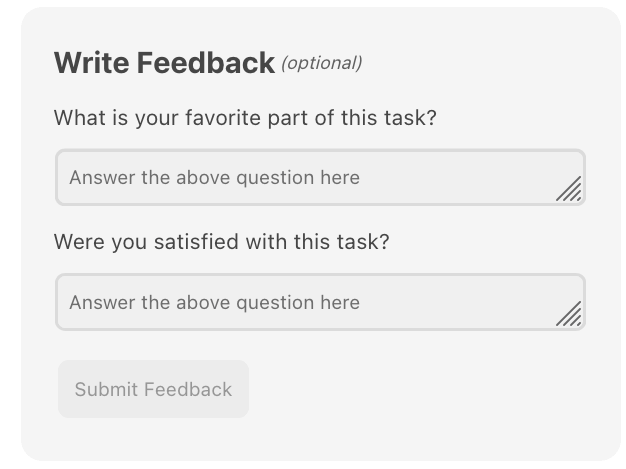 Write Feedback (optional)
What is your favorite part of this task?
Answer the above question here
Were you satisfied with this task?
Answer the above question here
Submit Feedback